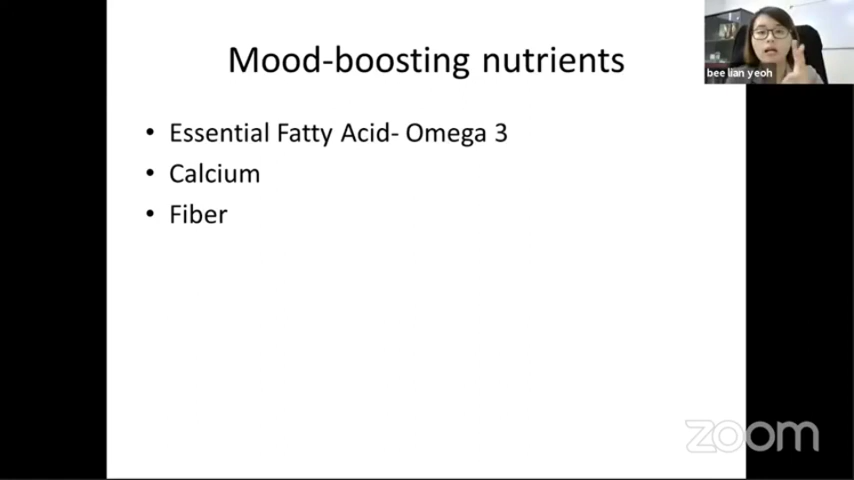 Mood-boosting nutrients
bee lian yeoh
• Essential Fatty Acid- Omega 3
• Calcium
• Fiber
zoom